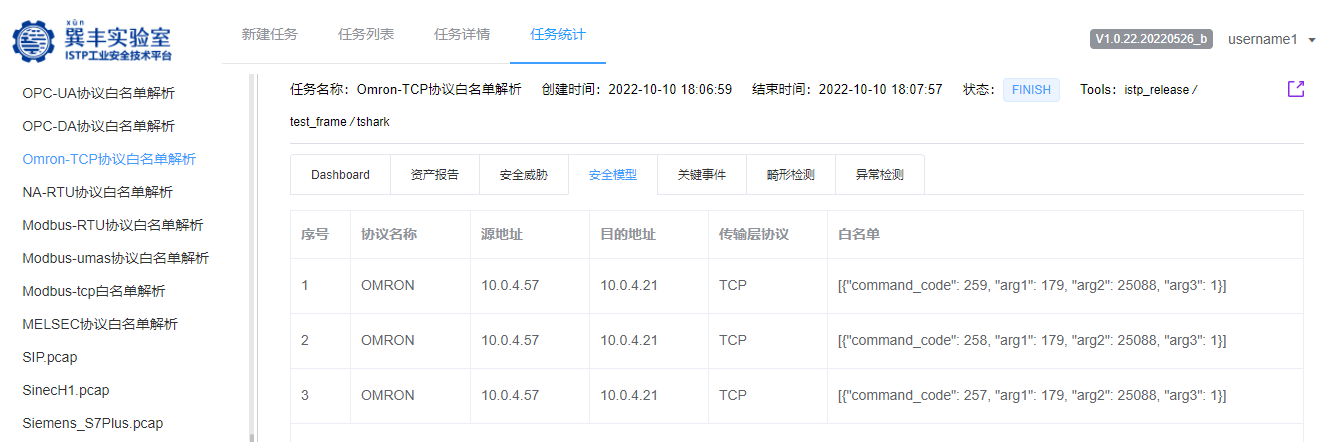 xùn
巽丰实验室
ISTP工业安全技术平台
新建任务 任务列表 任务详情 任务统计
V1.0.22.20220526_b username1
OPC-UA协议白名单解析
OPC-DA协议白名单解析
Omron-TCP协议白名单解析
NA-RTU协议白名单解析
Modbus-RTU协议白名单解析
Modbus-umas协议白名单解析
Modbus-tcp白名单解析
MELSEC协议白名单解析
SIP.pcap
SinecH1.pcap
Siemens_S7Plus.pcap
任务名称：Omron-TCP协议白名单解析 创建时间：2022-10-10 18:06:59 结束时间：2022-10-10 18:07:57 状态： FINISH Tools：istp_release /
test_frame / tshark
Dashboard 资产报告 安全威胁 安全模型 关键事件 畸形检测 异常检测
序号 协议名称 源地址 目的地址 传输层协议 白名单
1 OMRON 10.0.4.57 10.0.4.21 TCP [{"command_code": 259, "arg1": 179, "arg2": 25088, "arg3": 1}]
2 OMRON 10.0.4.57 10.0.4.21 TCP [{"command_code": 258, "arg1": 179, "arg2": 25088, "arg3": 1}]
3 OMRON 10.0.4.57 10.0.4.21 TCP [{"command_code": 257, "arg1": 179, "arg2": 25088, "arg3": 1}]